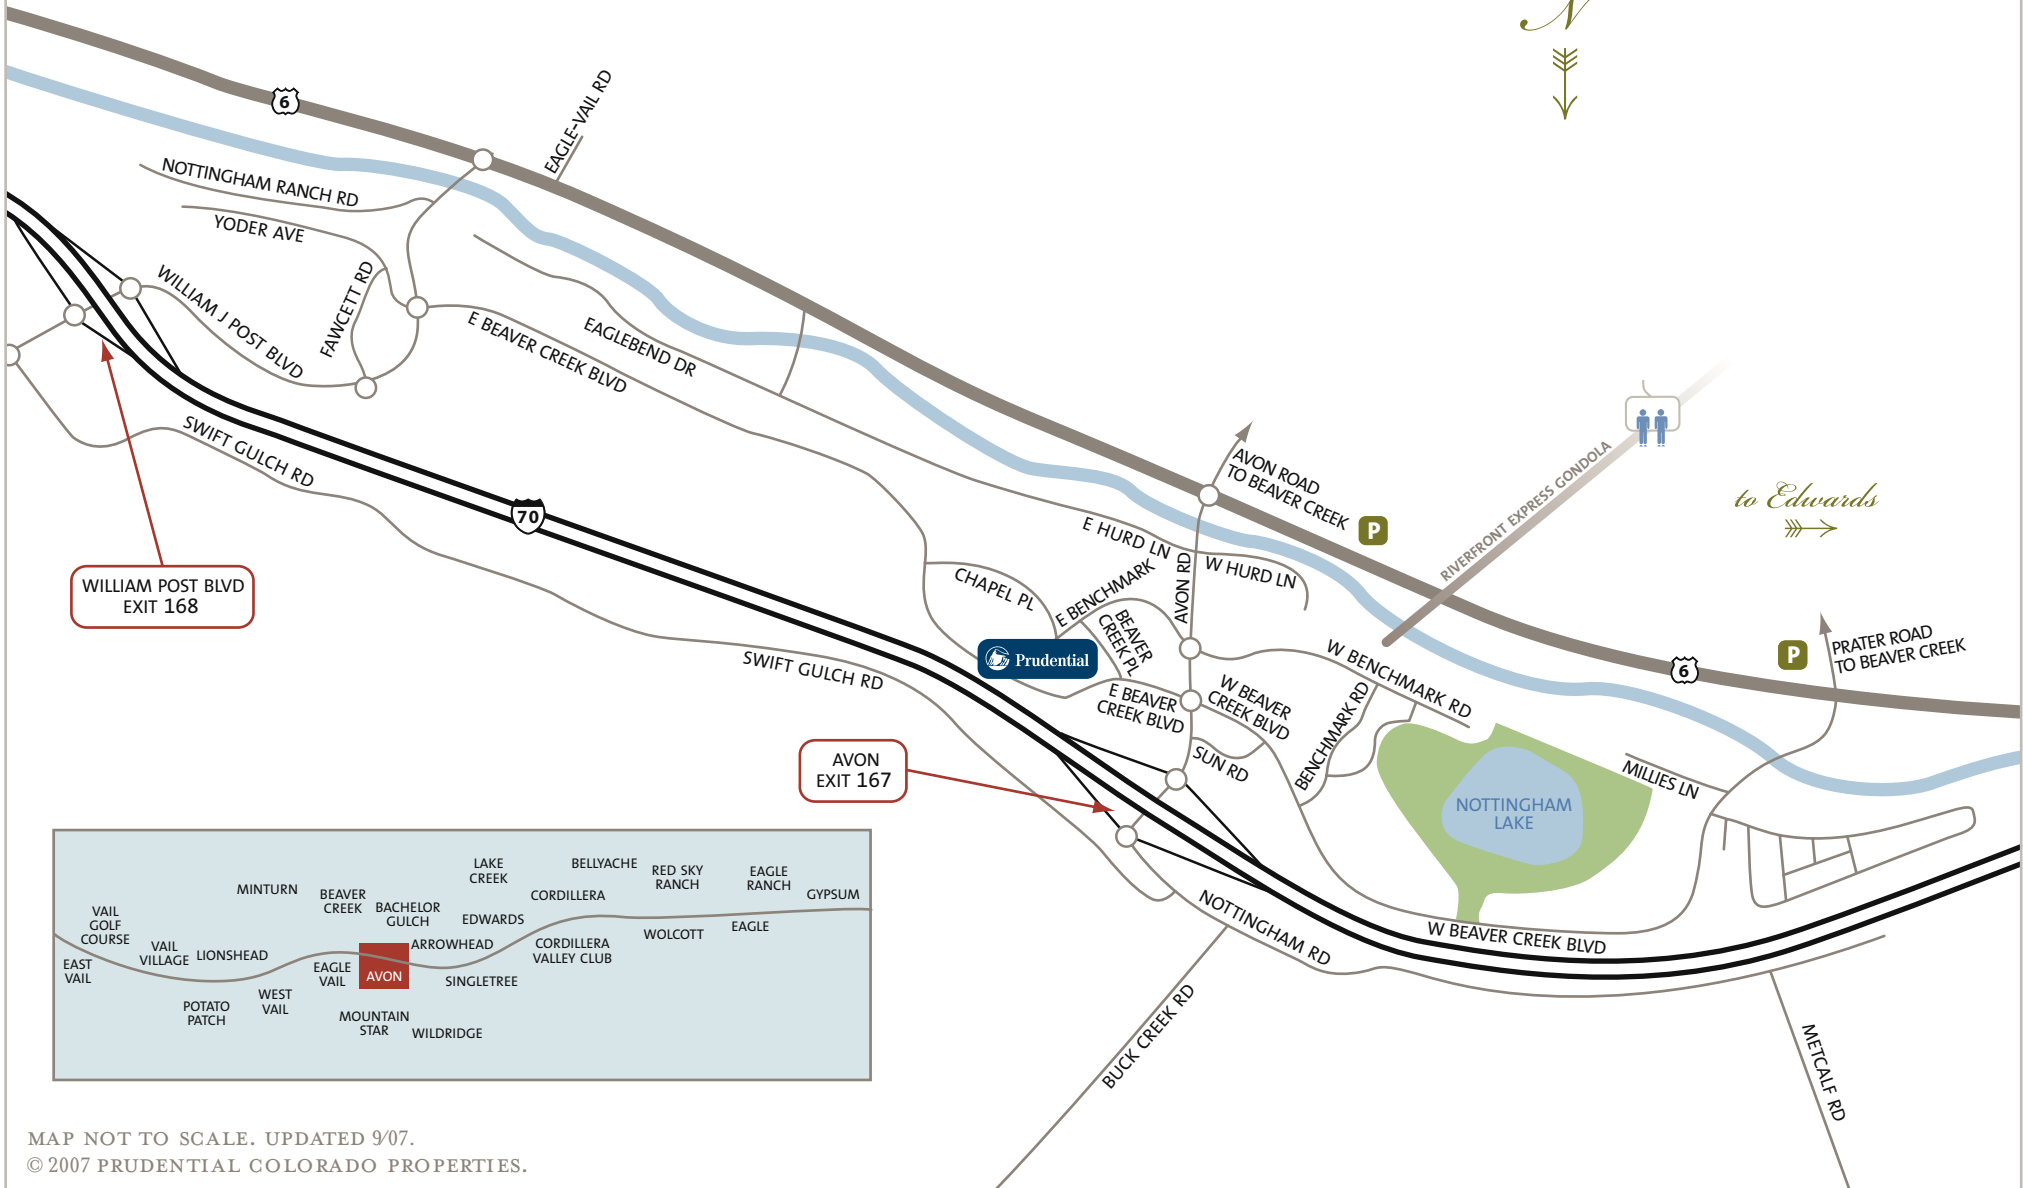 N
6
EAGLE-VAIL RD
NOTTINGHAM RANCH RD
YODER AVE
WILLIAM J POST BLVD
FAWCETT RD
E BEAVER CREEK BLVD
EAGLEBEND DR
SWIFT GULCH RD
70
WILLIAM POST BLVD
EXIT 168
AVON ROAD
TO BEAVER CREEK
P
RIVERFRONT EXPRESS GONDOLA
to Edwards
E HURD LN
W HURD LN
AVON RD
CHAPEL PL
E BENCHMARK
BEAVER
CREEK PL
Prudential
SWIFT GULCH RD
E BEAVER
CREEK BLVD
W BEAVER
CREEK BLVD
W BENCHMARK RD
BENCHMARK RD
SUN RD
6
P
PRATER ROAD
TO BEAVER CREEK
MILLIES LN
NOTTINGHAM
LAKE
AVON
EXIT 167
NOTTINGHAM RD
W BEAVER CREEK BLVD
BUCK CREEK RD
METCALF RD
LAKE
CREEK
BELLYACHE
RED SKY
RANCH
EAGLE
RANCH
GYPSUM
MINTURN
BEAVER
CREEK
BACHELOR
GULCH
CORDILLERA
EDWARDS
VAIL
GOLF
COURSE
VAIL
VILLAGE
LIONSHEAD
ARROWHEAD
CORDILLERA
VALLEY CLUB
WOLCOTT
EAGLE
EAST
VAIL
EAGLE
VAIL
AVON
SINGLETREE
POTATO
PATCH
WEST
VAIL
MOUNTAIN
STAR
WILDRIDGE
MAP NOT TO SCALE. UPDATED 9/07.
© 2007 PRUDENTIAL COLORADO PROPERTIES.